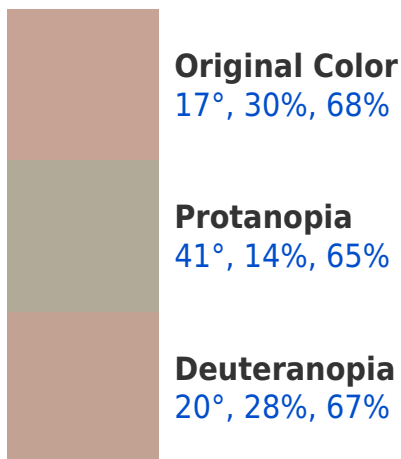 Original Color
17°, 30%, 68%
Protanopia
41°, 14%, 65%
Deuteranopia
20°, 28%, 67%